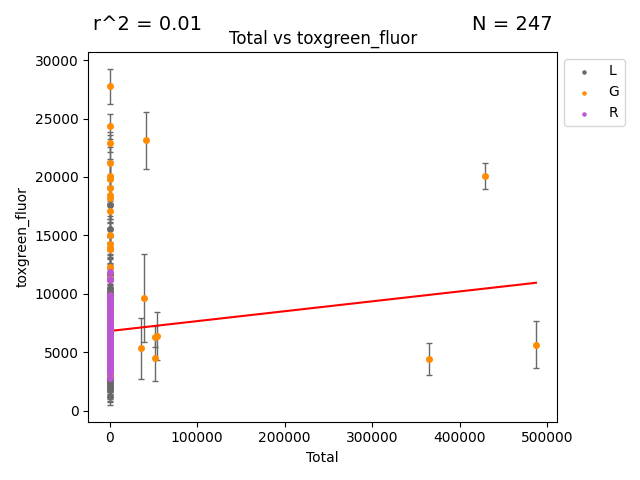 r^2 = 0.01
N = 247
Total vs toxgreen_fluor
30000
25000
20000
15000
10000
5000
0
toxgreen_fluor
0
100000
200000
300000
400000
500000
Total
L
G
R